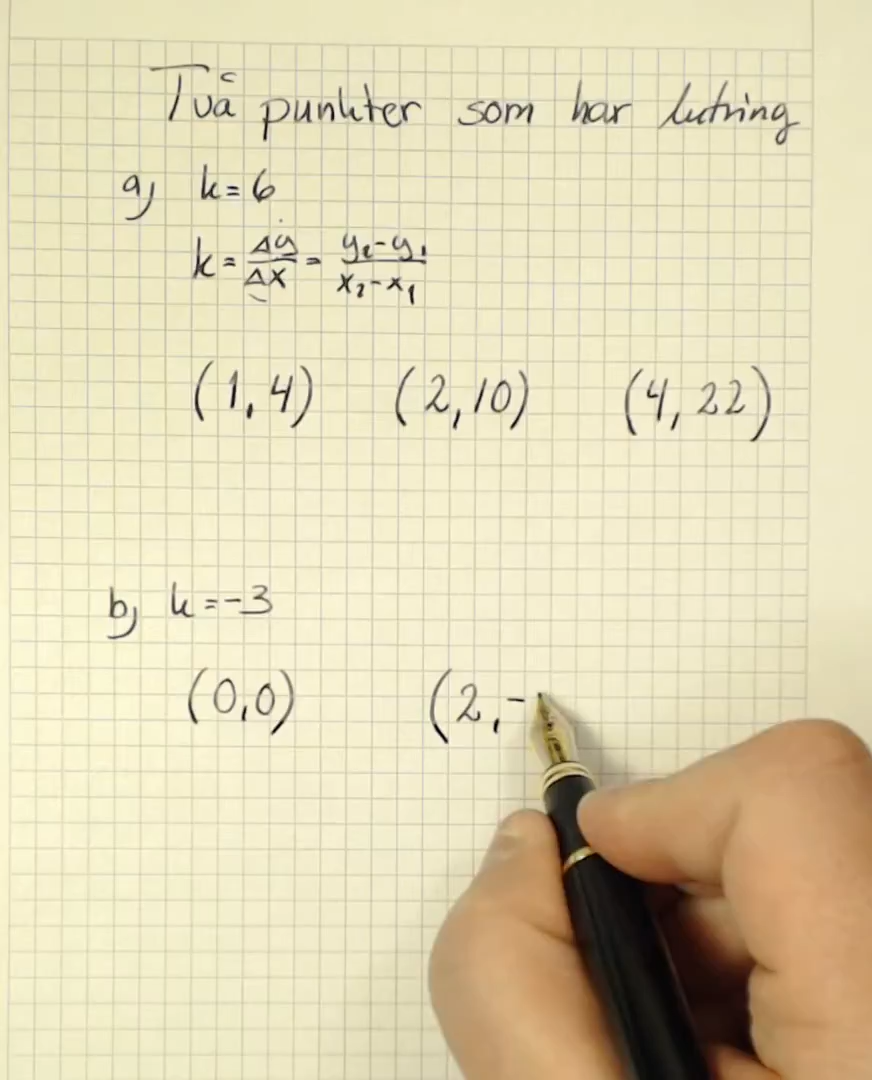 Två punkter som har lutning
a) k = 6
k = Δy/Δx = y₂-y₁/x₂-x₁
(1,4) (2,10) (4,22)
b) k = -3
(0,0) (2,-